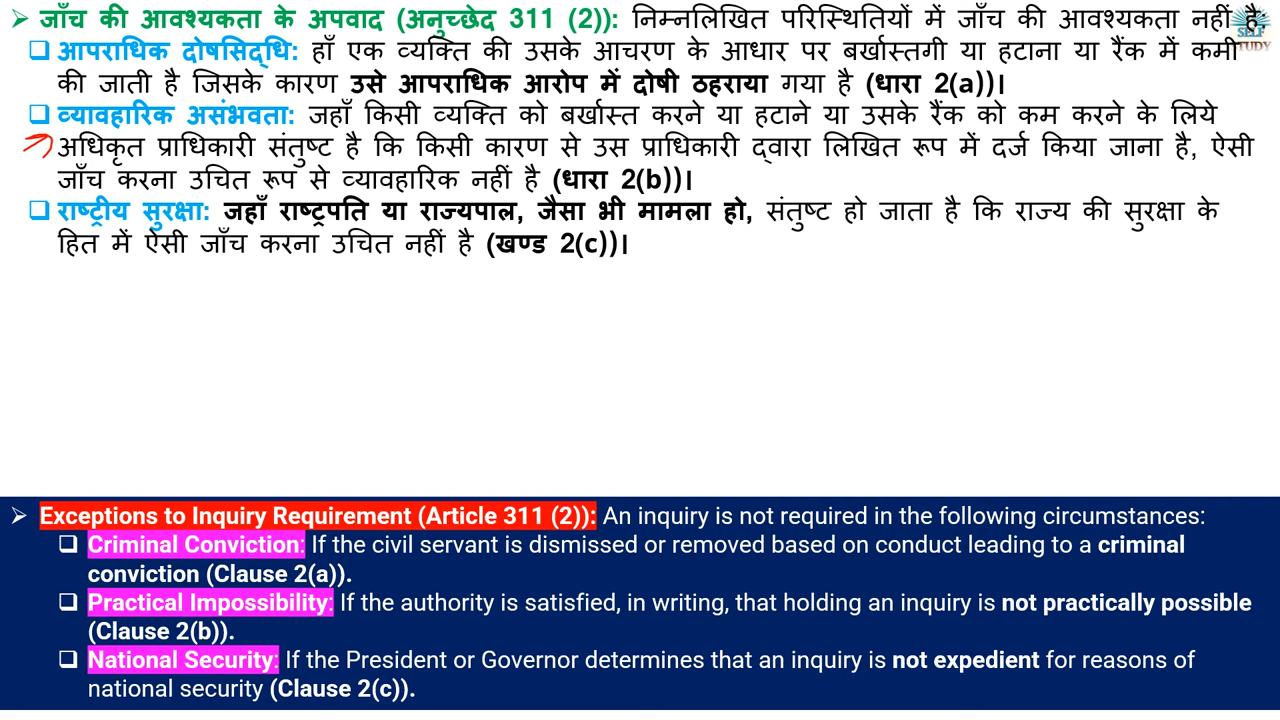 ➢ जाँच की आवश्यकता के अपवाद (अनुच्छेद 311 (2)): निम्नलिखित परिस्थितियों में जाँच की आवश्यकता नहीं है,
❑ आपराधिक दोषसिद्धि: हाँ एक व्यक्ति की उसके आचरण के आधार पर बर्खास्तगी या हटाना या रैंक में कमी
की जाती है जिसके कारण उसे आपराधिक आरोप में दोषी ठहराया गया है (धारा 2(a))।
❑ व्यावहारिक असंभवता: जहाँ किसी व्यक्ति को बर्खास्त करने या हटाने या उसके रैंक को कम करने के लिये
अधिकृत प्राधिकारी संतुष्ट है कि किसी कारण से उस प्राधिकारी द्वारा लिखित रूप में दर्ज किया जाना है, ऐसी
जाँच करना उचित रूप से व्यावहारिक नहीं है (धारा 2(b))।
❑ राष्ट्रीय सुरक्षा: जहाँ राष्ट्रपति या राज्यपाल, जैसा भी मामला हो, संतुष्ट हो जाता है कि राज्य की सुरक्षा के
हित में ऐसी जाँच करना उचित नहीं है (खण्ड 2(c))।
SELF
STUDY
➢ Exceptions to Inquiry Requirement (Article 311 (2)): An inquiry is not required in the following circumstances:
❑ Criminal Conviction: If the civil servant is dismissed or removed based on conduct leading to a criminal
conviction (Clause 2(a)).
❑ Practical Impossibility: If the authority is satisfied, in writing, that holding an inquiry is not practically possible
(Clause 2(b)).
❑ National Security: If the President or Governor determines that an inquiry is not expedient for reasons of
national security (Clause 2(c)).